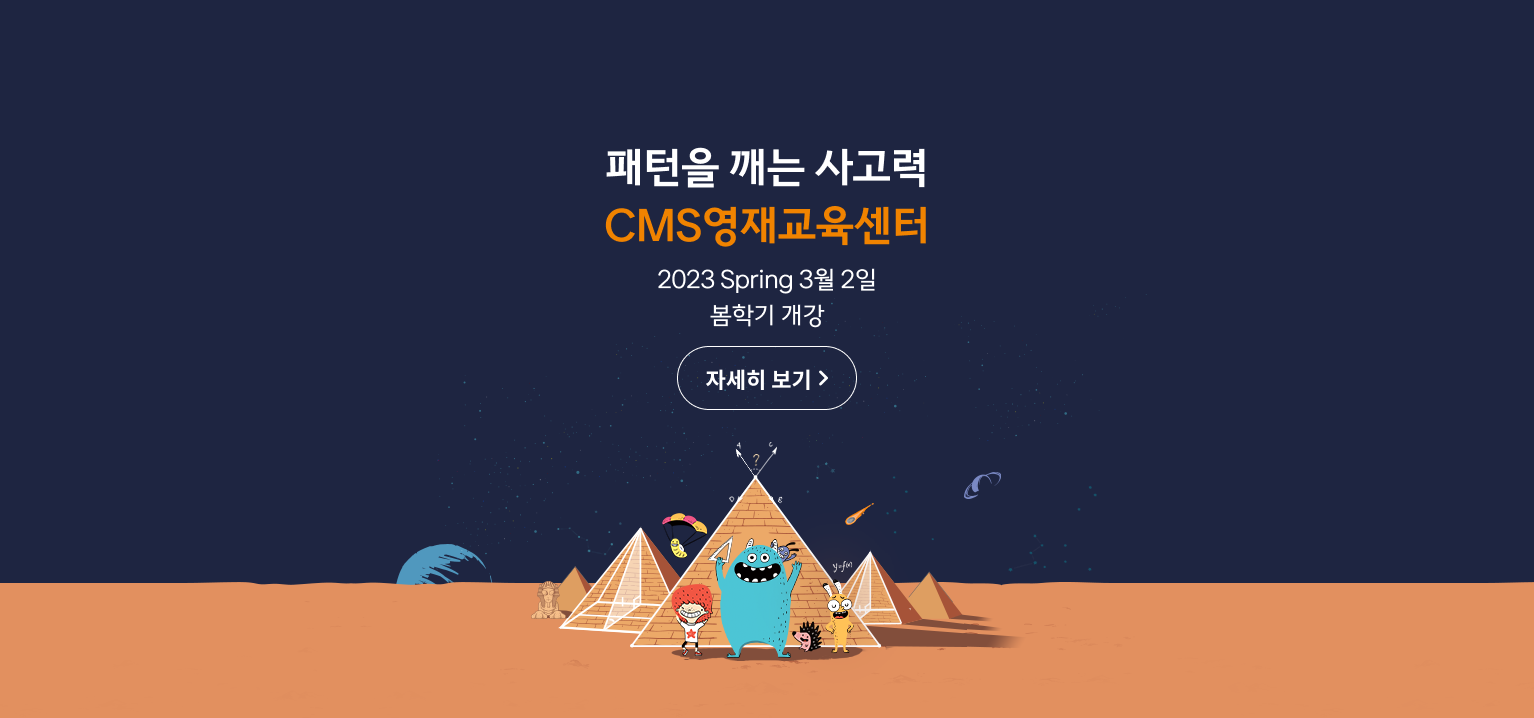 패턴을 깨는 사고력
CMS영재교육센터
2023 Spring 3월 2일
봄학기 개강
자세히 보기
A C
?
y=f(x)